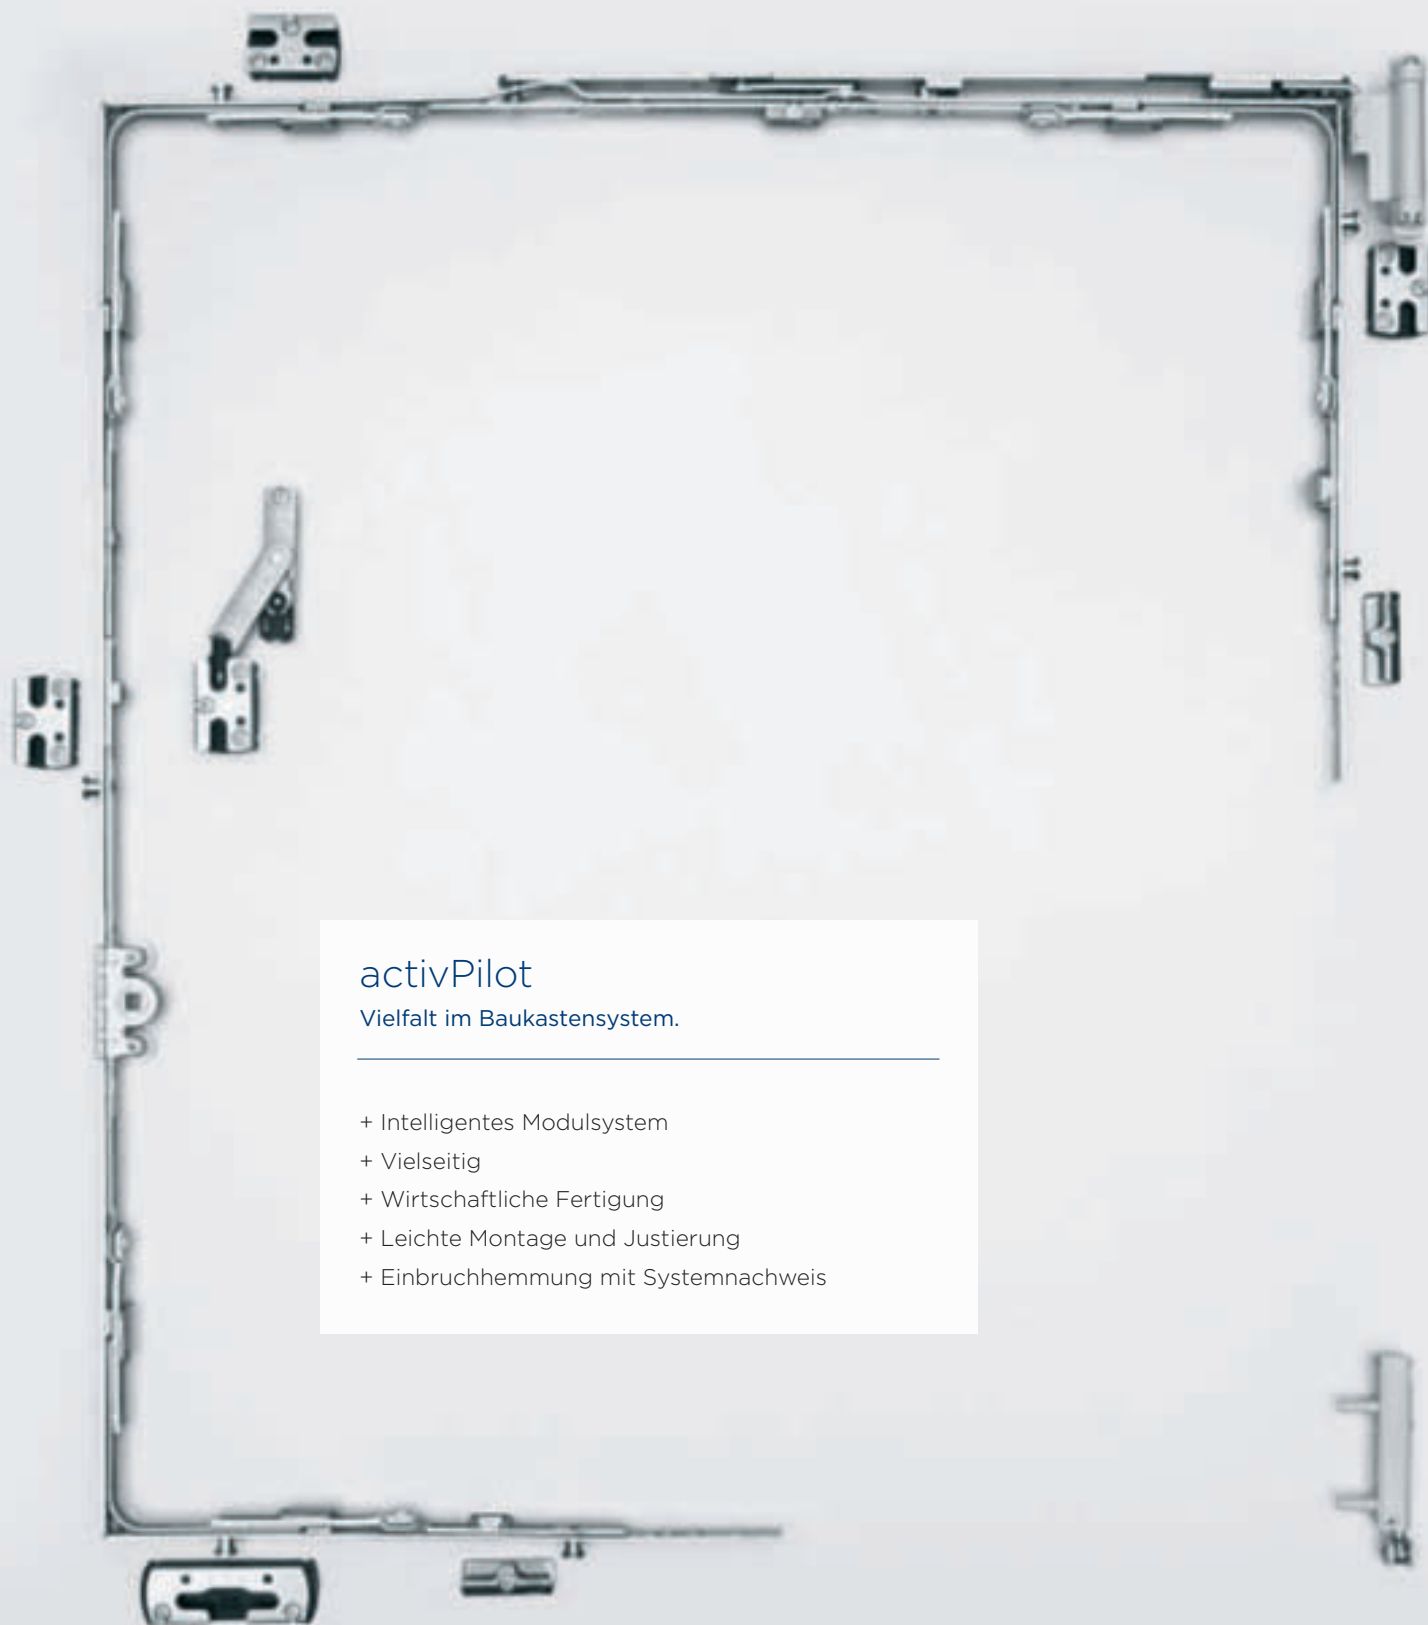 activPilot
Vielfalt im Baukastensystem.
+ Intelligentes Modulsystem
+ Vielseitig
+ Wirtschaftliche Fertigung
+ Leichte Montage und Justierung
+ Einbruchhemmung mit Systemnachweis